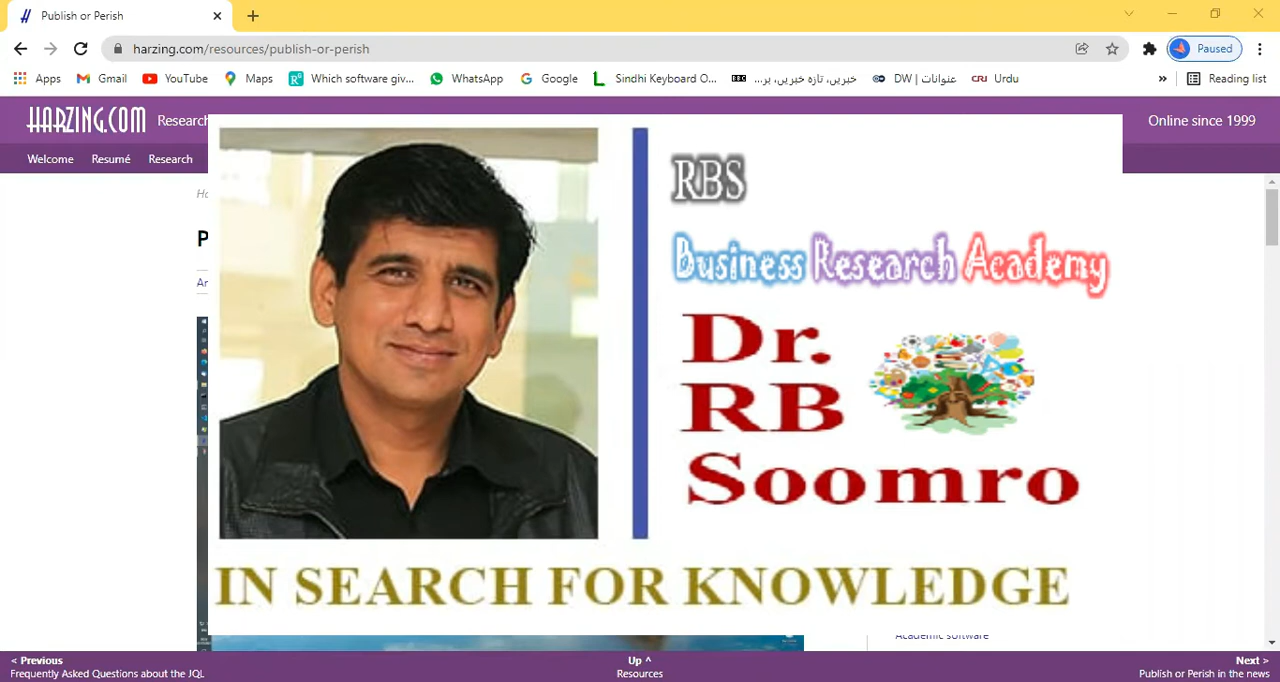 Publish or Perish
harzing.com/resources/publish-or-perish
Paused
Apps
Gmail
YouTube
Maps
Which software giv...
WhatsApp
Google
Sindhi Keyboard O...
BBC
خبریں، تازہ خبریں، بر...
DW | عنوانات
CRI Urdu
»
Reading list
HARZING.COM
Research
Online since 1999
Welcome
Resumé
Research
RBS
Business Research Academy
Dr.
RB
Soomro
IN SEARCH FOR KNOWLEDGE
Academic software
< Previous
Frequently Asked Questions about the JQL
Up ^
Resources
Next >
Publish or Perish in the news